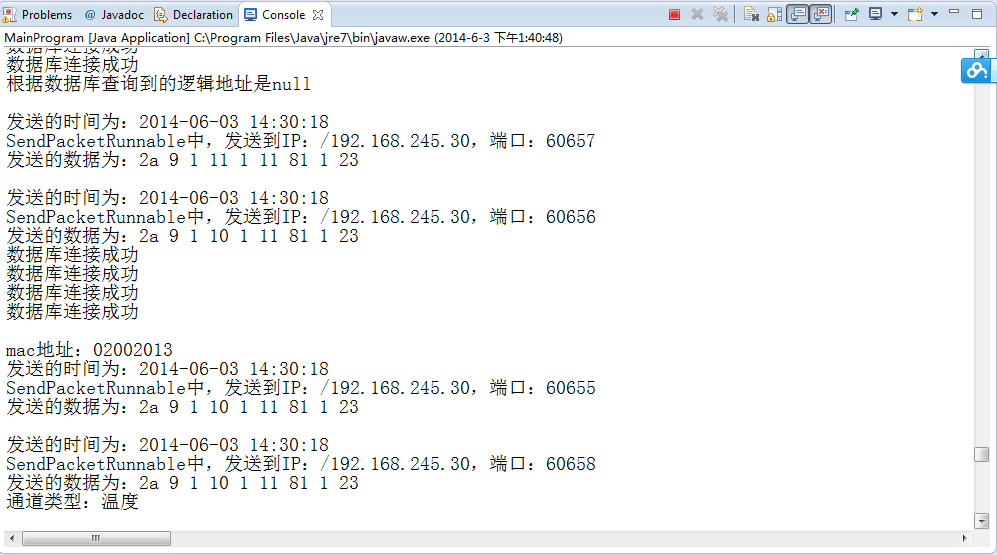 Problems @ Javadoc Declaration Console
MainProgram [Java Application] C:\Program Files\Java\jre7\bin\javaw.exe (2014-6-3 下午1:40:48)
数据库连接成功
数据库连接成功
根据数据库查询到的逻辑地址是null
发送的时间为：2014-06-03 14:30:18
SendPacketRunnable中，发送到IP：/192.168.245.30，端口：60657
发送的数据为：2a 9 1 11 1 11 81 1 23
发送的时间为：2014-06-03 14:30:18
SendPacketRunnable中，发送到IP：/192.168.245.30，端口：60656
发送的数据为：2a 9 1 10 1 11 81 1 23
数据库连接成功
数据库连接成功
数据库连接成功
数据库连接成功
mac地址：02002013
发送的时间为：2014-06-03 14:30:18
SendPacketRunnable中，发送到IP：/192.168.245.30，端口：60655
发送的数据为：2a 9 1 10 1 11 81 1 23
发送的时间为：2014-06-03 14:30:18
SendPacketRunnable中，发送到IP：/192.168.245.30，端口：60658
发送的数据为：2a 9 1 10 1 11 81 1 23
通道类型：温度